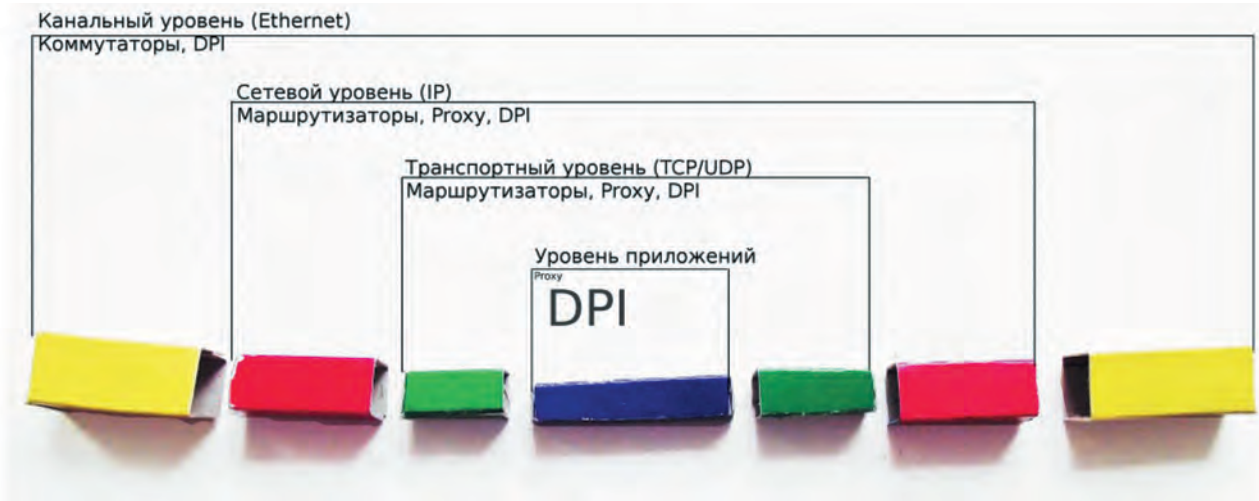 Канальный уровень (Ethernet)
Коммутаторы, DPI
Сетевой уровень (IP)
Маршрутизаторы, Proxy, DPI
Транспортный уровень (TCP/UDP)
Маршрутизаторы, Proxy, DPI
Уровень приложений
Proxy
DPI